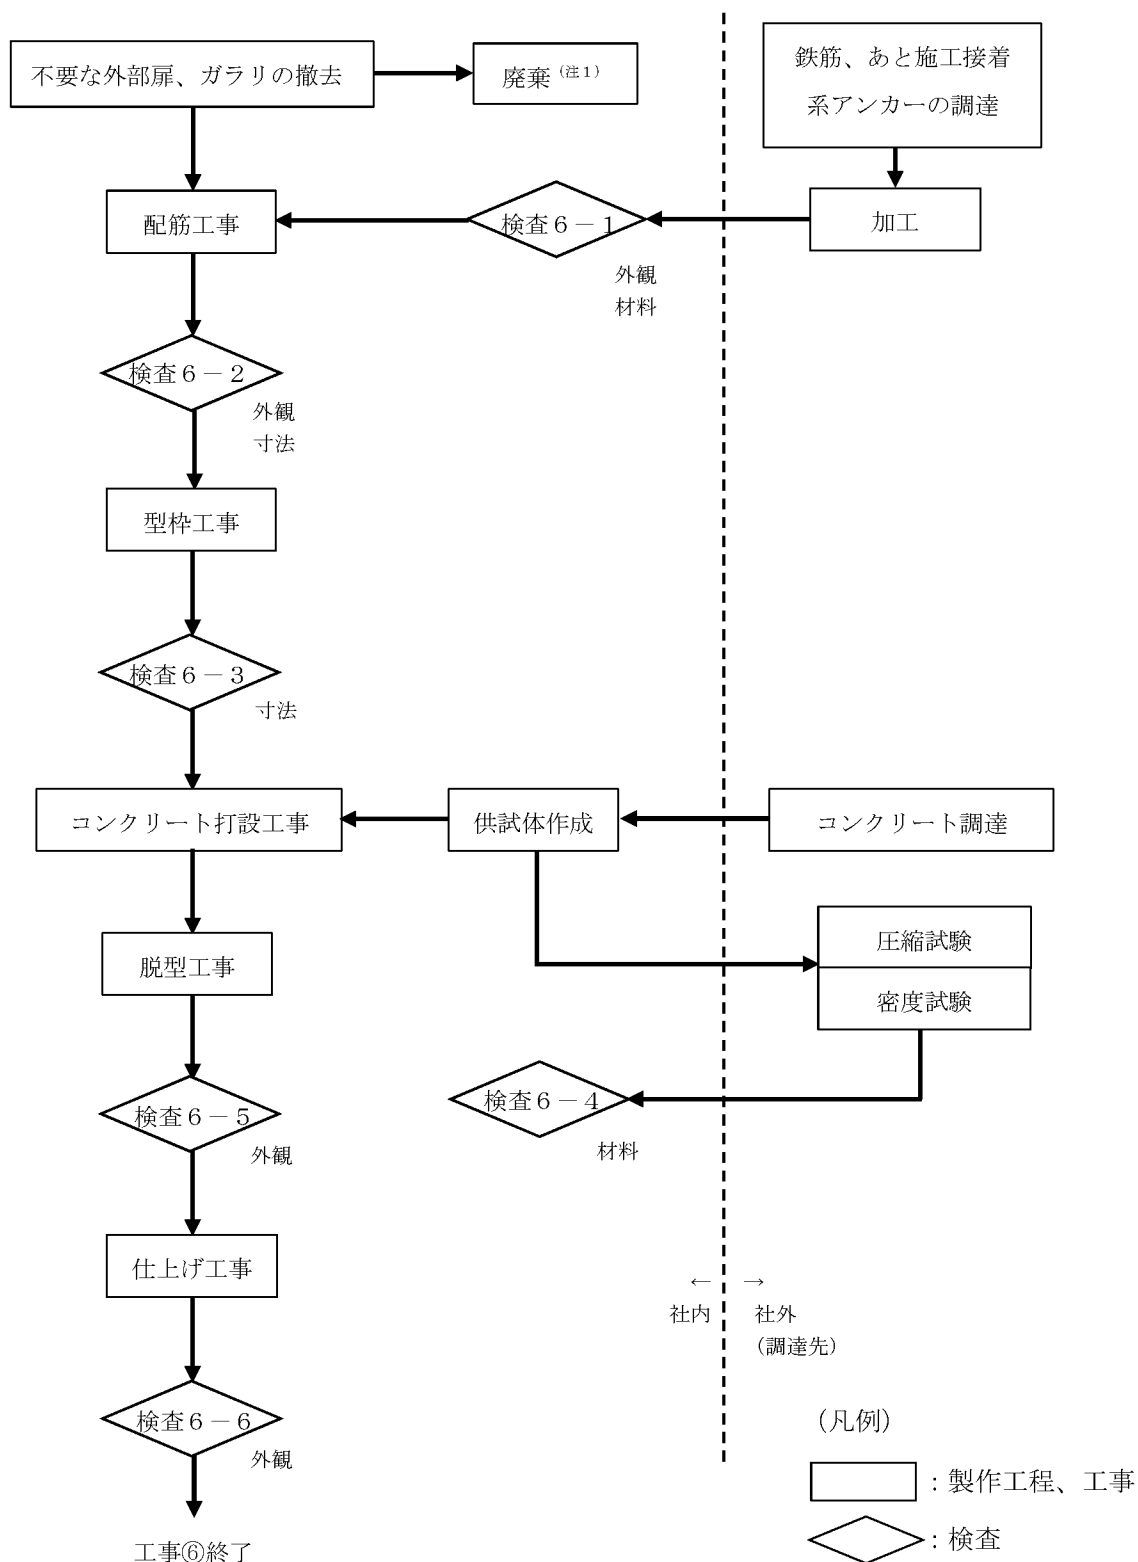 不要な外部扉、ガラリの撤去
廃棄（注１）
鉄筋、あと施工接着
系アンカーの調達
配筋工事
検査６－１
加工
外観
材料
検査６－２
外観
寸法
型枠工事
検査６－３
寸法
コンクリート打設工事
供試体作成
コンクリート調達
圧縮試験
脱型工事
密度試験
検査６－４
検査６－５
材料
外観
仕上げ工事
← →
社内 社外
（調達先）
検査６－６
（凡例）
外観
：製作工程、工事
：検査
工事⑥終了